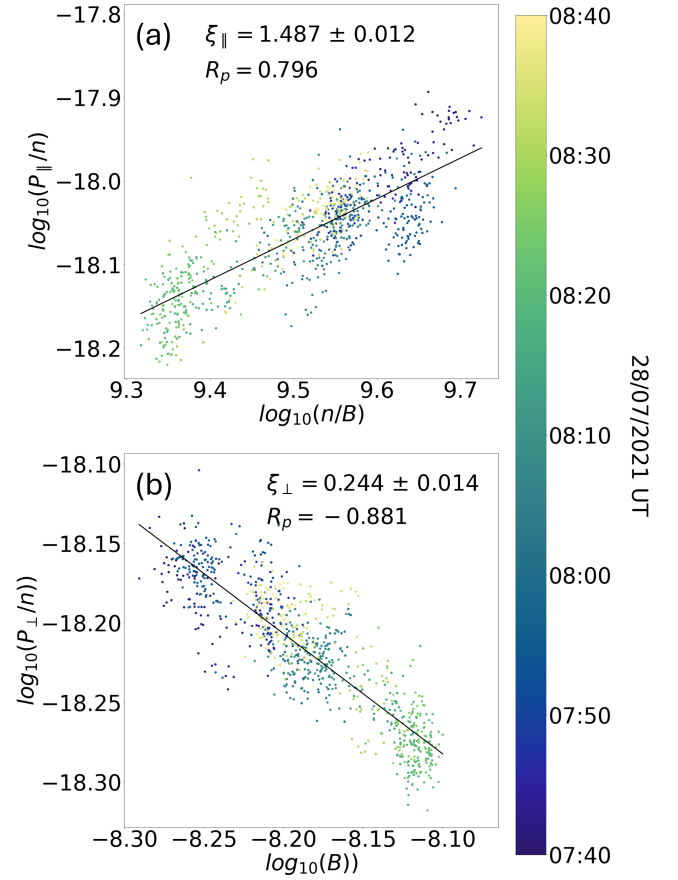 (a)
ξ∥ = 1.487 ± 0.012
Rₚ = 0.796
−17.8
−17.9
−18.0
−18.1
−18.2
log₁₀(P∥/n)
9.3 9.4 9.5 9.6 9.7
log₁₀(n/B)
(b)
ξ⊥ = 0.244 ± 0.014
Rₚ = −0.881
−18.10
−18.15
−18.20
−18.25
−18.30
log₁₀(P⊥/n))
−8.30 −8.25 −8.20 −8.15 −8.10
log₁₀(B))
08:40
08:30
08:20
08:10
08:00
07:50
07:40
28/07/2021 UT